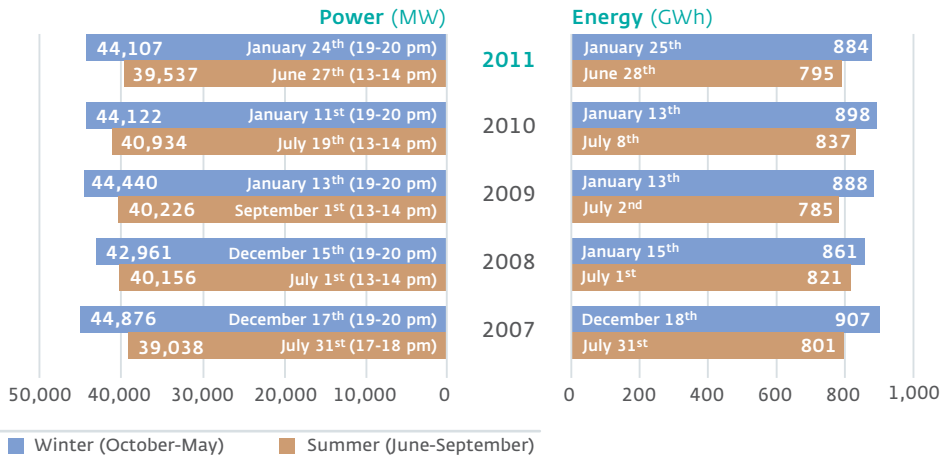 Power (MW) Energy (GWh)
44,107 January 24th (19-20 pm) 2011 January 25th 884
39,537 June 27th (13-14 pm) June 28th 795
44,122 January 11st (19-20 pm) 2010 January 13th 898
40,934 July 19th (13-14 pm) July 8th 837
44,440 January 13th (19-20 pm) 2009 January 13th 888
40,226 September 1st (13-14 pm) July 2nd 785
42,961 December 15th (19-20 pm) 2008 January 15th 861
40,156 July 1st (13-14 pm) July 1st 821
44,876 December 17th (19-20 pm) 2007 December 18th 907
39,038 July 31st (17-18 pm) July 31st 801
50,000 40,000 30,000 20,000 10,000 0 0 200 400 600 800 1,000
Winter (October-May) Summer (June-September)